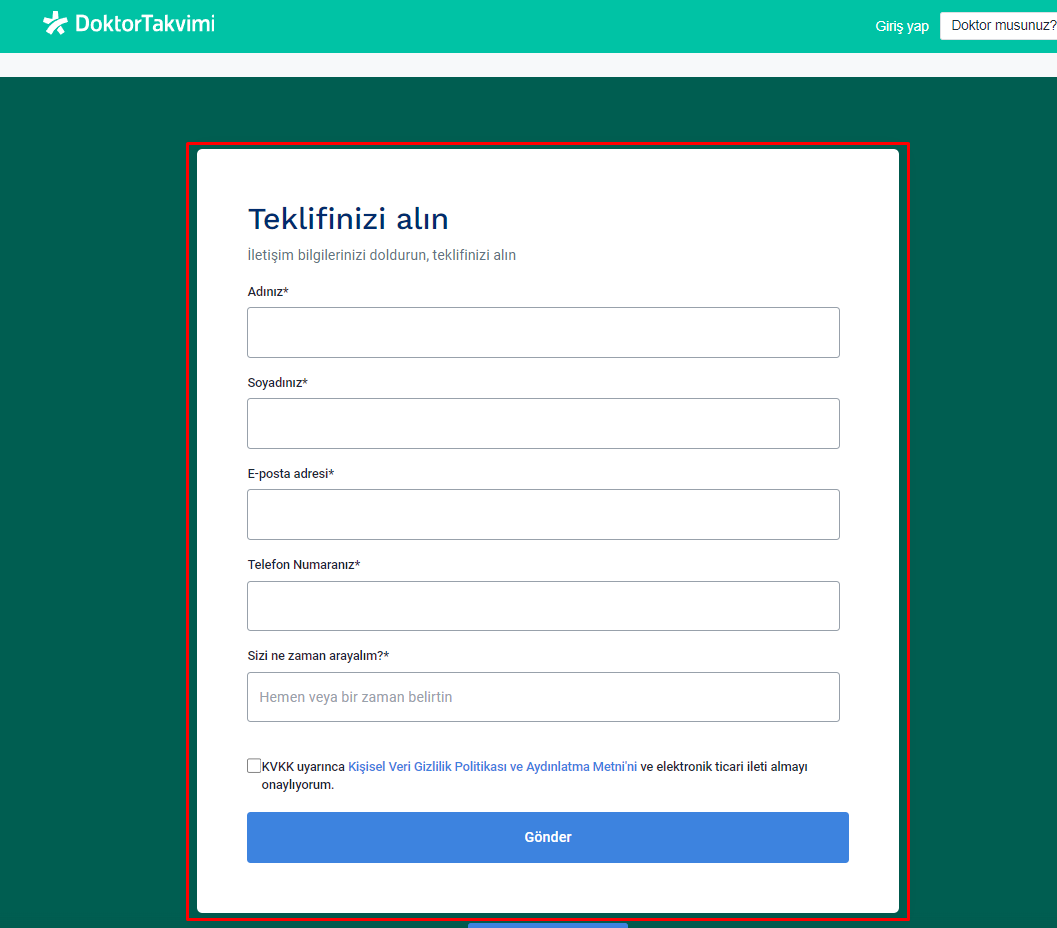 DoktorTakvimi
Giriş yap
Doktor musunuz?
Teklifinizi alın
İletişim bilgilerinizi doldurun, teklifinizi alın
Adınız*
Soyadınız*
E-posta adresi*
Telefon Numaranız*
Sizi ne zaman arayalım?*
Hemen veya bir zaman belirtin
KVKK uyarınca Kişisel Veri Gizlilik Politikası ve Aydınlatma Metni'ni ve elektronik ticari ileti almayı
onaylıyorum.
Gönder